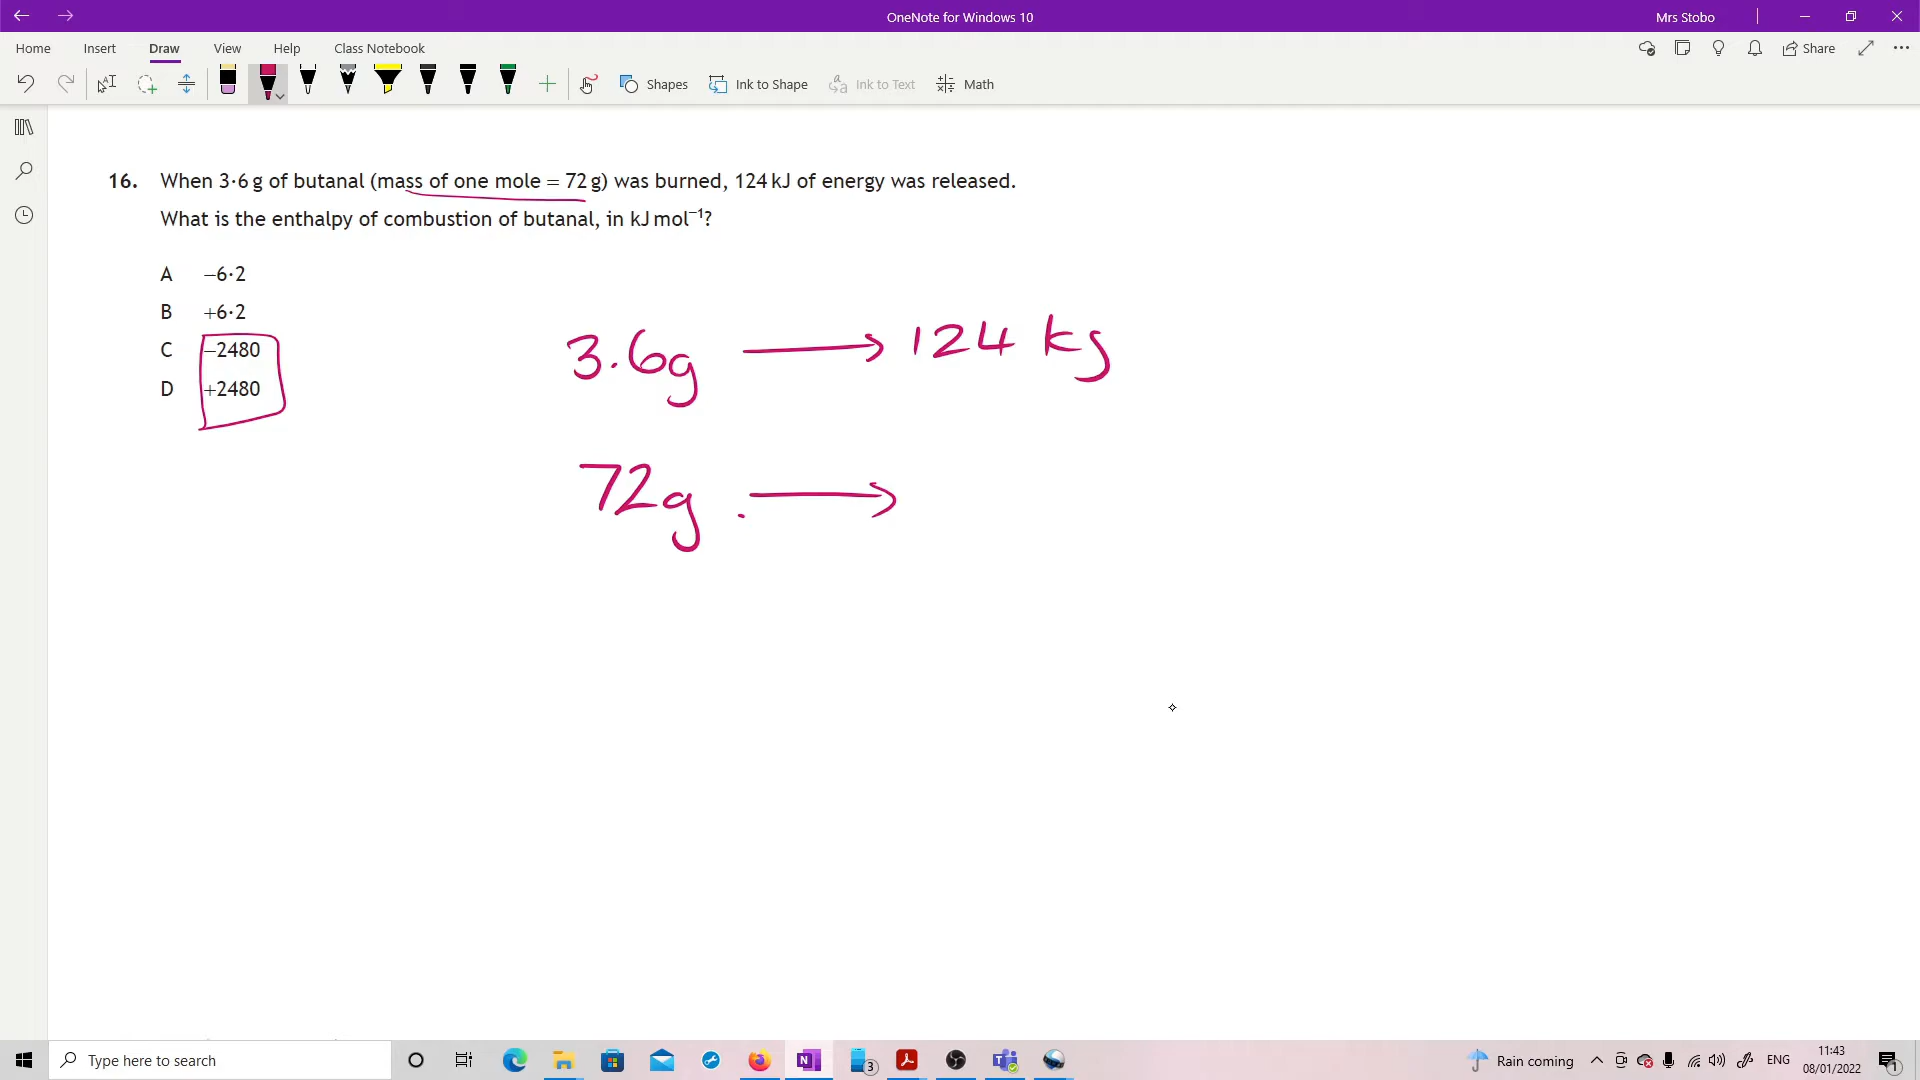 OneNote for Windows 10
Mrs Stobo
Home Insert Draw View Help Class Notebook
Share
Shapes Ink to Shape Ink to Text Math
16. When 3·6 g of butanal (mass of one mole = 72 g) was burned, 124 kJ of energy was released.
What is the enthalpy of combustion of butanal, in kJ mol⁻¹?
A −6·2
B +6·2
C −2480
D +2480
3.6g → 124 kJ
72g . →
Type here to search
3
Rain coming
ENG
11:43
08/01/2022
1